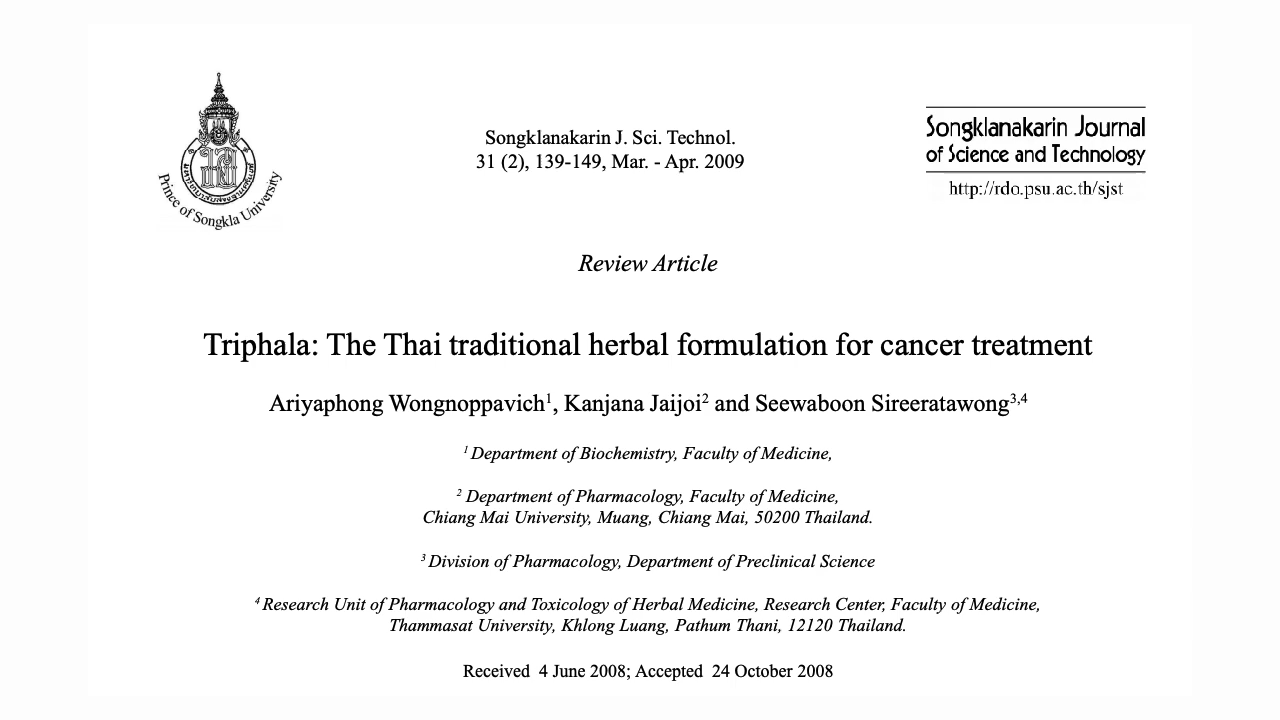 Prince of Songkla University
Songklanakarin J. Sci. Technol.
31 (2), 139-149, Mar. - Apr. 2009
Songklanakarin Journal
of Science and Technology
http://rdo.psu.ac.th/sjst
Review Article
Triphala: The Thai traditional herbal formulation for cancer treatment
Ariyaphong Wongnoppavich1, Kanjana Jaijoi2 and Seewaboon Sireeratawong3,4
1 Department of Biochemistry, Faculty of Medicine,
2 Department of Pharmacology, Faculty of Medicine,
Chiang Mai University, Muang, Chiang Mai, 50200 Thailand.
3 Division of Pharmacology, Department of Preclinical Science
4 Research Unit of Pharmacology and Toxicology of Herbal Medicine, Research Center, Faculty of Medicine,
Thammasat University, Khlong Luang, Pathum Thani, 12120 Thailand.
Received 4 June 2008; Accepted 24 October 2008